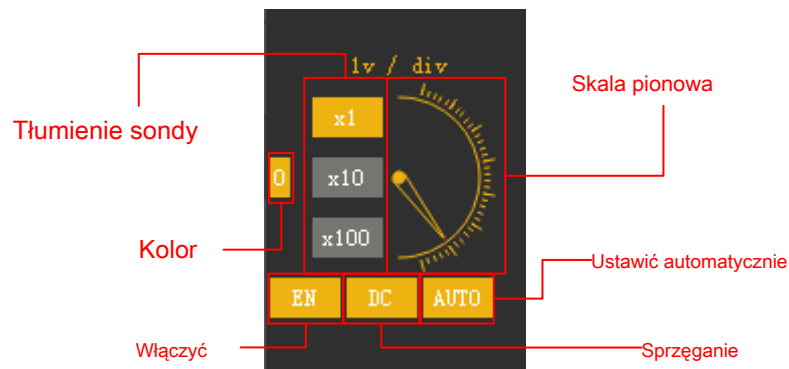 1v / div
Skala pionowa
Tłumienie sondy
x1
0
x10
x100
Kolor
Ustawić automatycznie
EN
DC
AUTO
Włączyć
Sprzęganie